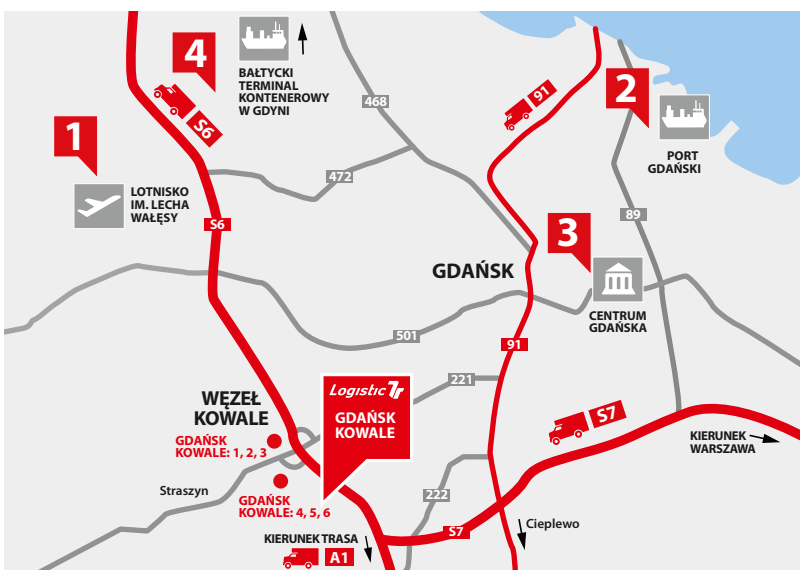 4
BAŁTYCKI
TERMINAL
KONTENEROWY
W GDYNI
S6
468
91
2
PORT
GDAŃSKI
1
LOTNISKO
IM. LECHA
WAŁĘSY
472
S6
89
3
GDAŃSK
CENTRUM
GDAŃSKA
501
91
221
WĘZEŁ
KOWALE
Logistic 7R
GDAŃSK
KOWALE
S7
KIERUNEK
WARSZAWA
GDAŃSK
KOWALE: 1, 2, 3
Straszyn
GDAŃSK
KOWALE: 4, 5, 6
222
S7
Cieplewo
KIERUNEK TRASA
A1